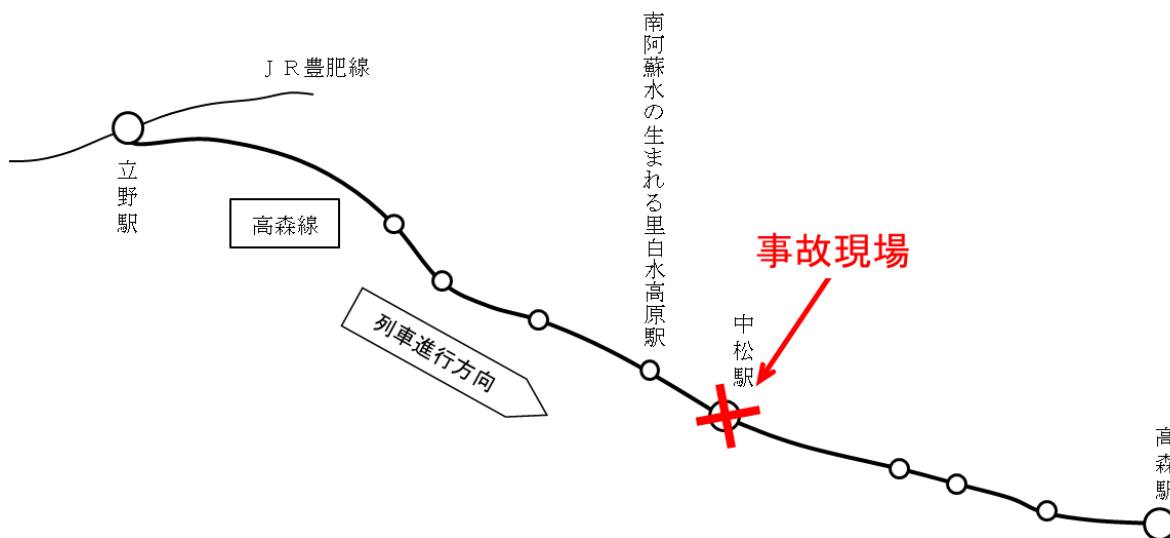 ＪＲ豊肥線
立野駅
高森線
列車進行方向
南阿蘇水の生まれる里白水高原駅
事故現場
中松駅
高森駅